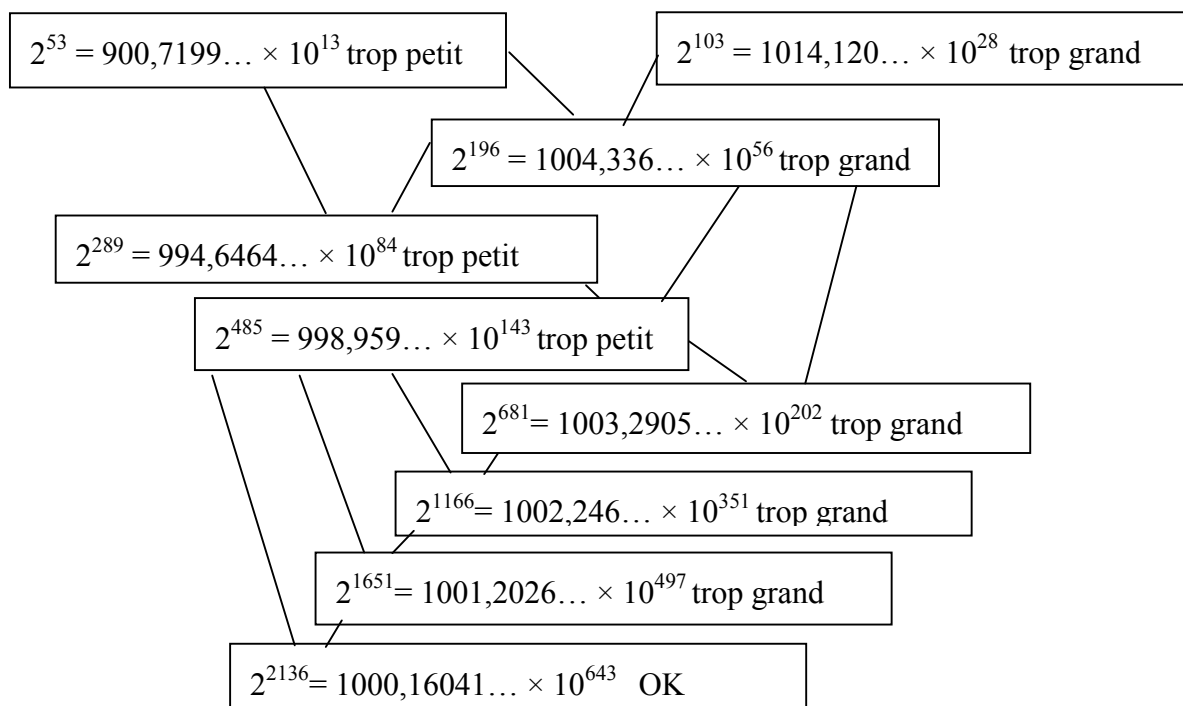 2^53 = 900,7199… × 10^13 trop petit
2^103 = 1014,120… × 10^28 trop grand
2^196 = 1004,336… × 10^56 trop grand
2^289 = 994,6464… × 10^84 trop petit
2^485 = 998,959… × 10^143 trop petit
2^681= 1003,2905… × 10^202 trop grand
2^1166= 1002,246… × 10^351 trop grand
2^1651= 1001,2026… × 10^497 trop grand
2^2136= 1000,16041… × 10^643 OK